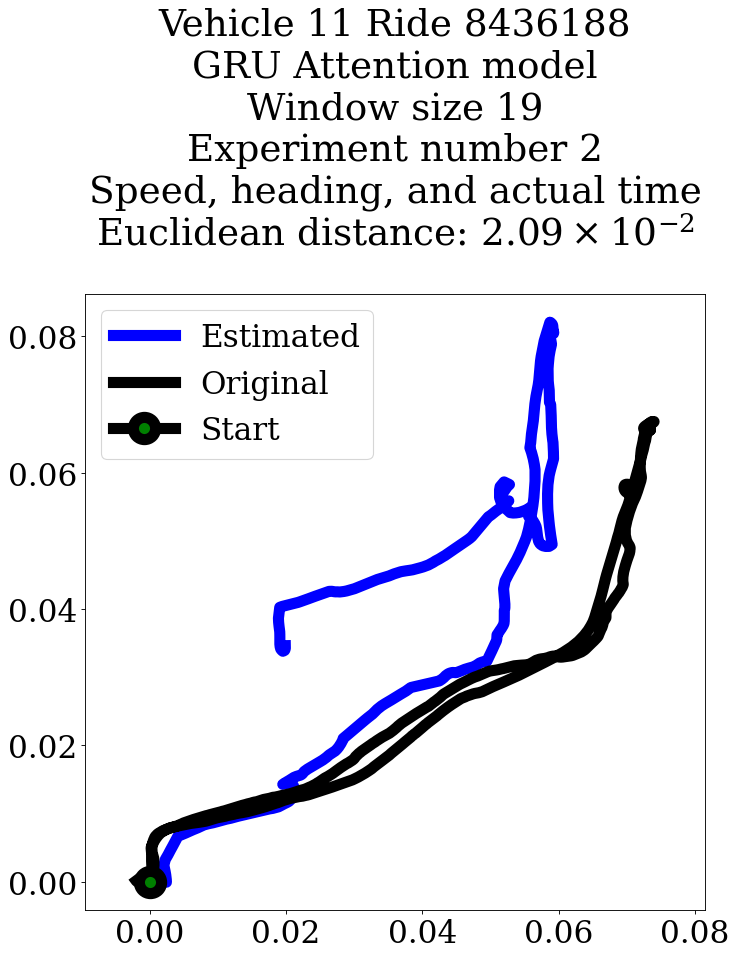 Vehicle 11 Ride 8436188
GRU Attention model
Window size 19
Experiment number 2
Speed, heading, and actual time
Euclidean distance: 2.09 × 10⁻²
Estimated
Original
Start
0.08
0.06
0.04
0.02
0.00
0.00 0.02 0.04 0.06 0.08